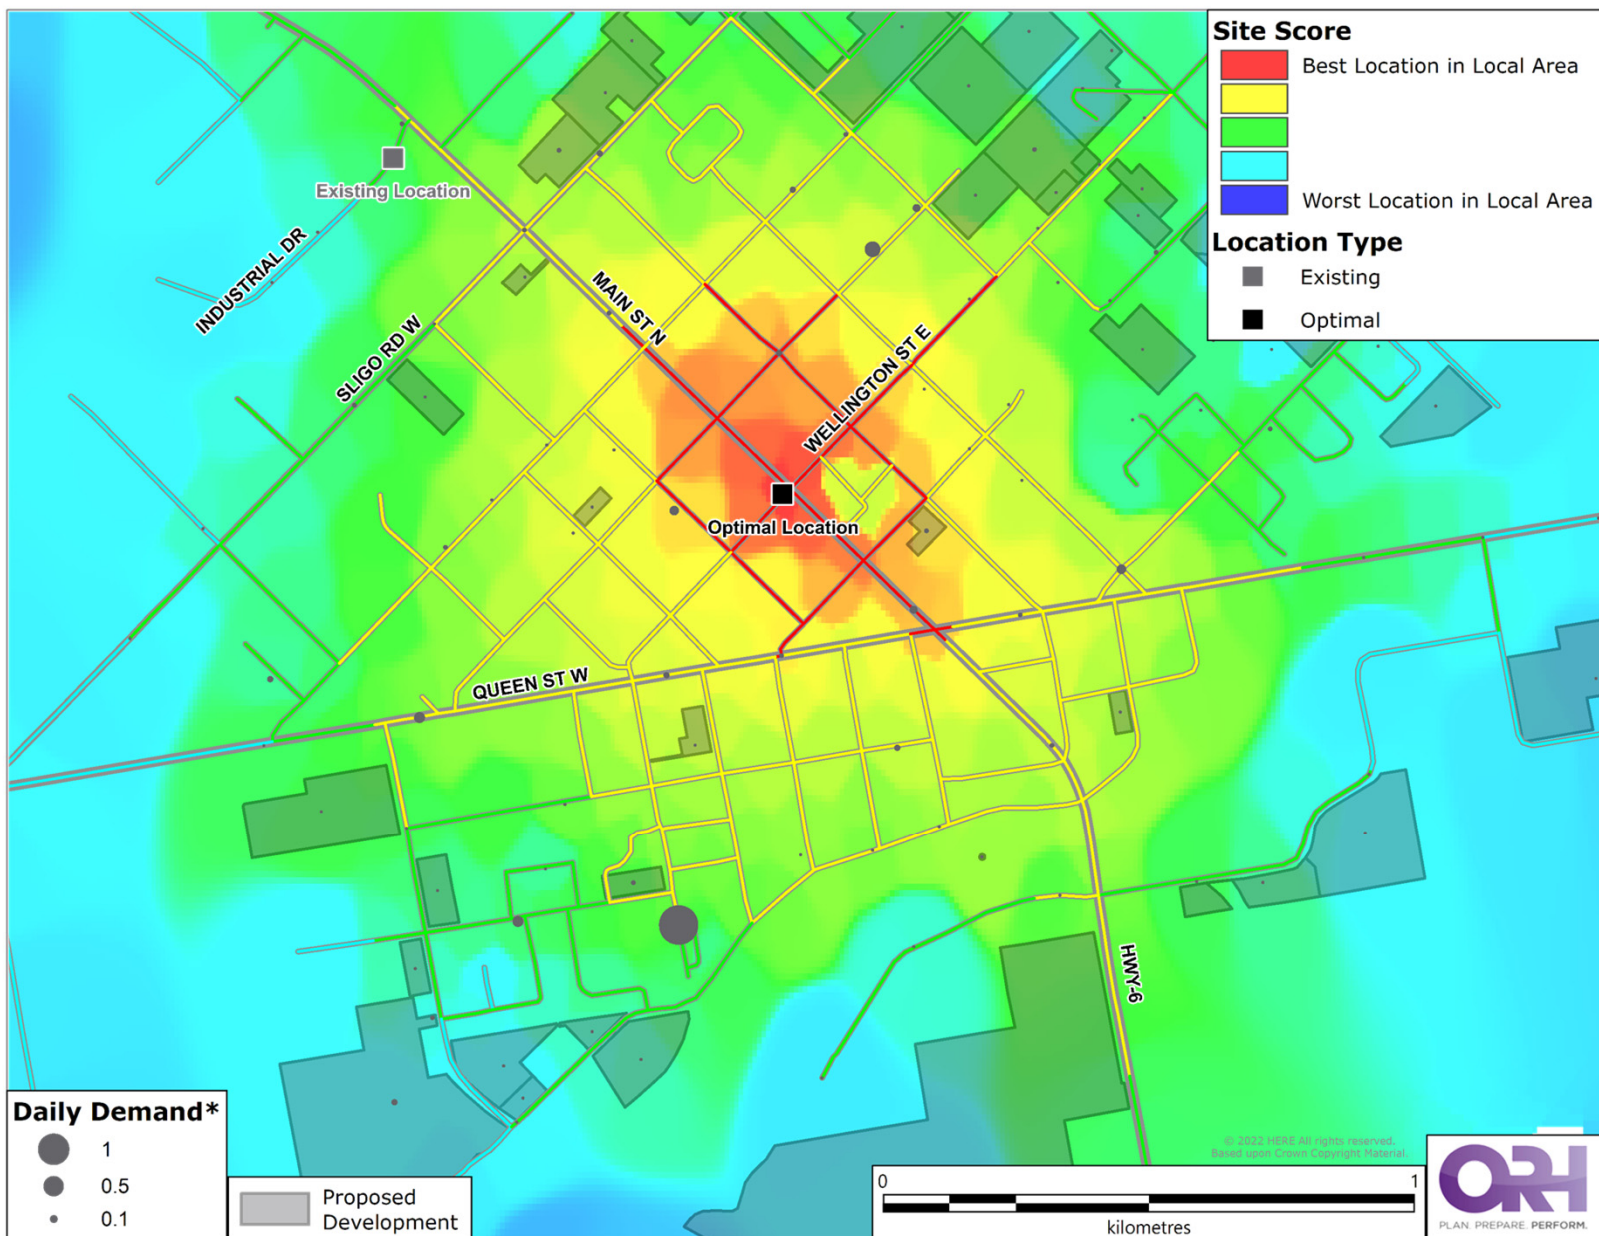 Site Score
Best Location in Local Area
Worst Location in Local Area
Location Type
Existing
Optimal
Existing Location
INDUSTRIAL DR
SLIGO RD W
MAIN ST N
WELLINGTON ST E
Optimal Location
QUEEN ST W
HWY-6
Daily Demand*
1
0.5
0.1
Proposed
Development
© 2022 HERE All rights reserved.
Based upon Crown Copyright Material.
0 1
kilometres
ORH
PLAN. PREPARE. PERFORM.